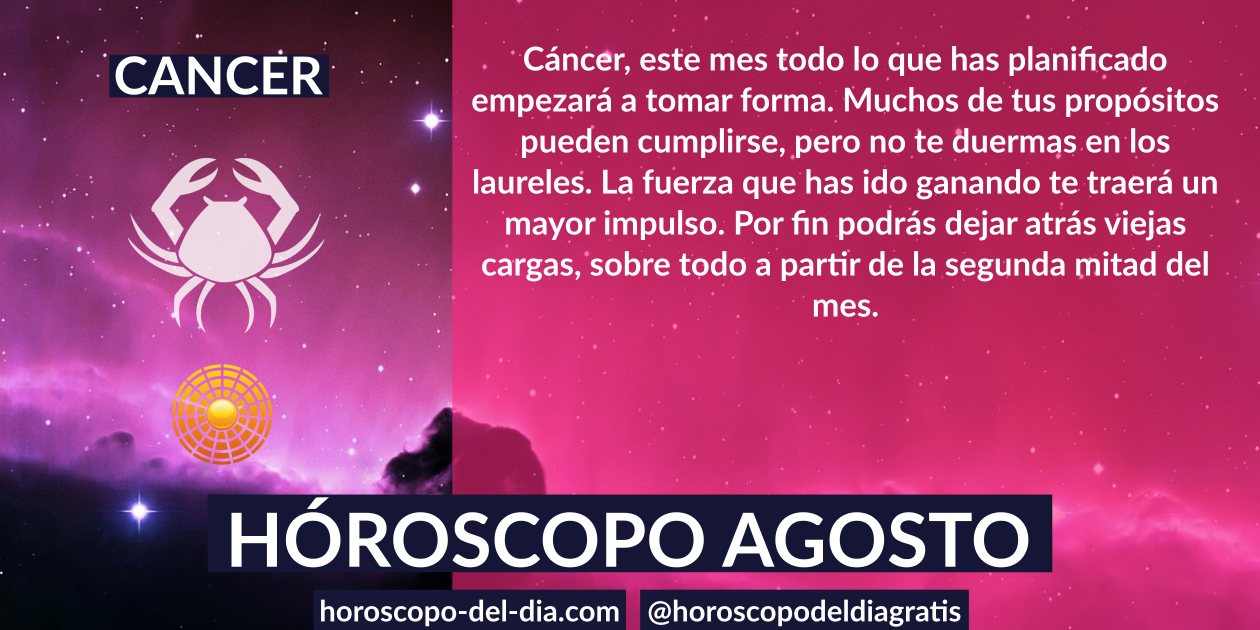 CANCER
Cáncer, este mes todo lo que has planificado
empezará a tomar forma. Muchos de tus propósitos
pueden cumplirse, pero no te duermas en los
laureles. La fuerza que has ido ganando te traerá un
mayor impulso. Por fin podrás dejar atrás viejas
cargas, sobre todo a partir de la segunda mitad del
mes.
HÓROSCOPO AGOSTO
horoscopo-del-dia.com
@horoscopodeldiagratis